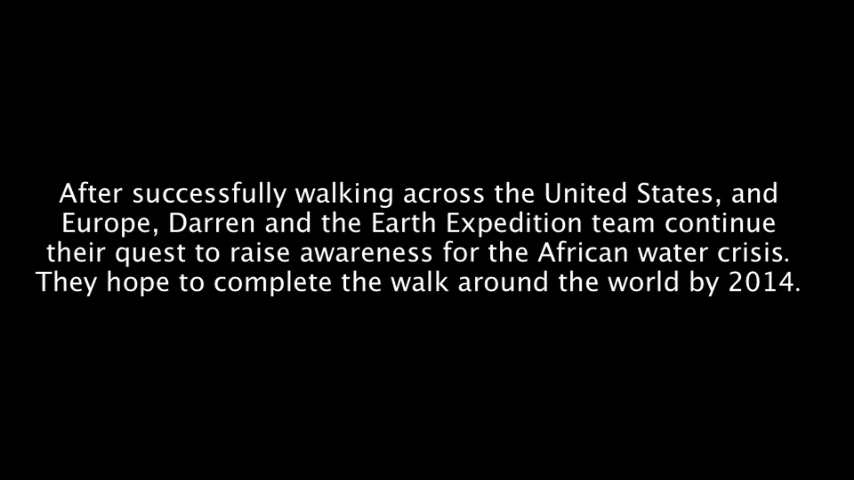 After successfully walking across the United States, and
Europe, Darren and the Earth Expedition team continue
their quest to raise awareness for the African water crisis.
They hope to complete the walk around the world by 2014.